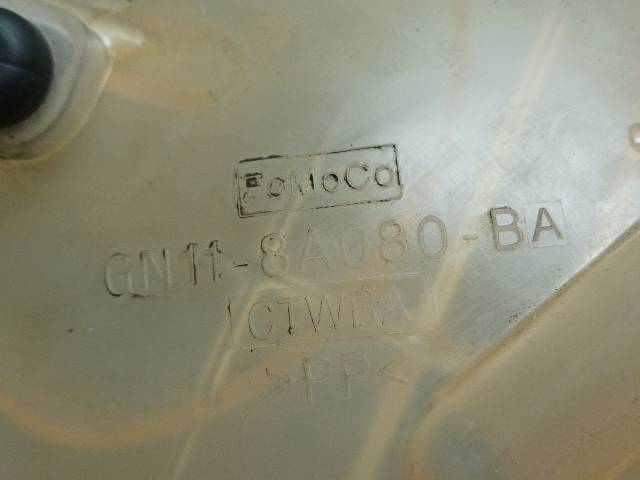 FoMoCo
GN11-8A080-BA
CTWBA
>PP<